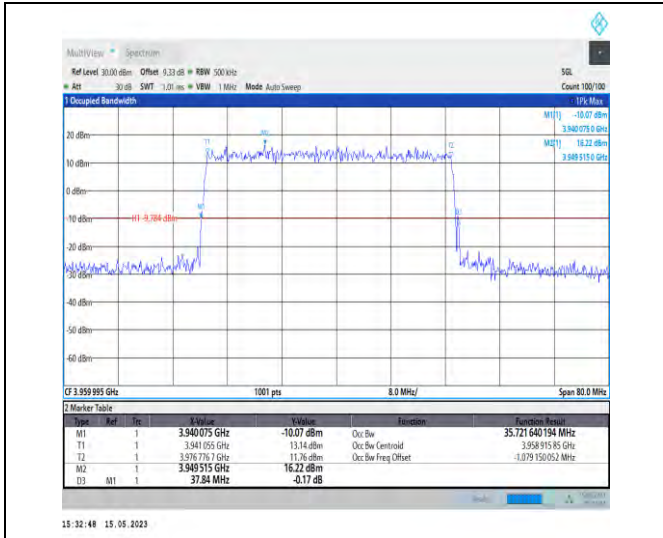 MultiView Spectrum
Ref Level 30.00 dBm Offset 9.33 dB RBW 500 kHz SGL
Att 30 dB SWT 1.01 ms VBW 1 MHz Mode Auto Sweep Count 100/100
1 Occupied Bandwidth 1Pk Max
M1[1] -10.07 dBm
3.940 075 0 GHz
M2[1] 16.22 dBm
3.949 515 0 GHz
20 dBm
T1
T2
10 dBm
0 dBm
-10 dBm
H1 -9.784 dBm
-20 dBm
-30 dBm
-40 dBm
-50 dBm
-60 dBm
CF 3.959 995 GHz 1001 pts 8.0 MHz/ Span 80.0 MHz
2 Marker Table
Type Ref Trc X-Value Y-Value Function Function Result
M1 1 3.940 075 GHz -10.07 dBm Occ Bw 35.721 640 194 MHz
T1 1 3.941 055 GHz 13.14 dBm Occ Bw Centroid 3.958 915 85 GHz
T2 1 3.976 776 7 GHz 11.76 dBm Occ Bw Freq Offset -1.079 150 052 MHz
M2 1 3.949 515 GHz 16.22 dBm
D3 M1 1 37.84 MHz -0.17 dB
15:32:48 15.05.2023